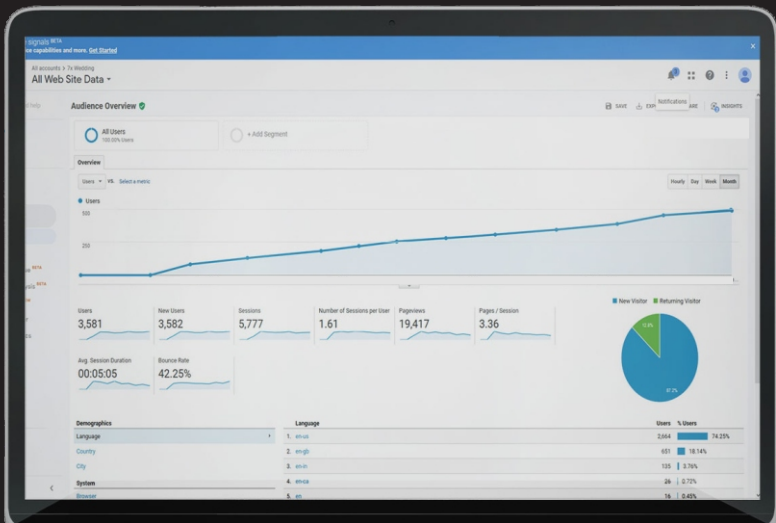 signals BETA
ce capabilities and more. Get Started
All accounts > 7x Wedding
All Web Site Data
Audience Overview
SAVE
Notifications
INSIGHTS
All Users
100.00% Users
+ Add Segment
Overview
Users vs. Select a metric
Hourly Day Week Month
Users
500
250
BETA
BETA
New Visitor Returning Visitor
Users New Users Sessions Number of Sessions per User Pageviews Pages / Session
3,581 3,582 5,777 1.61 19,417 3.36
Avg. Session Duration Bounce Rate
00:05:05 42.25%
Demographics Language Users % Users
Language 1. en-us 74.25%
Country 2. en-gb 651 18.14%
City 3. en-in 135 3.76%
System 4. en-ca 26 0.72%
Browser 5. en 16 0.45%